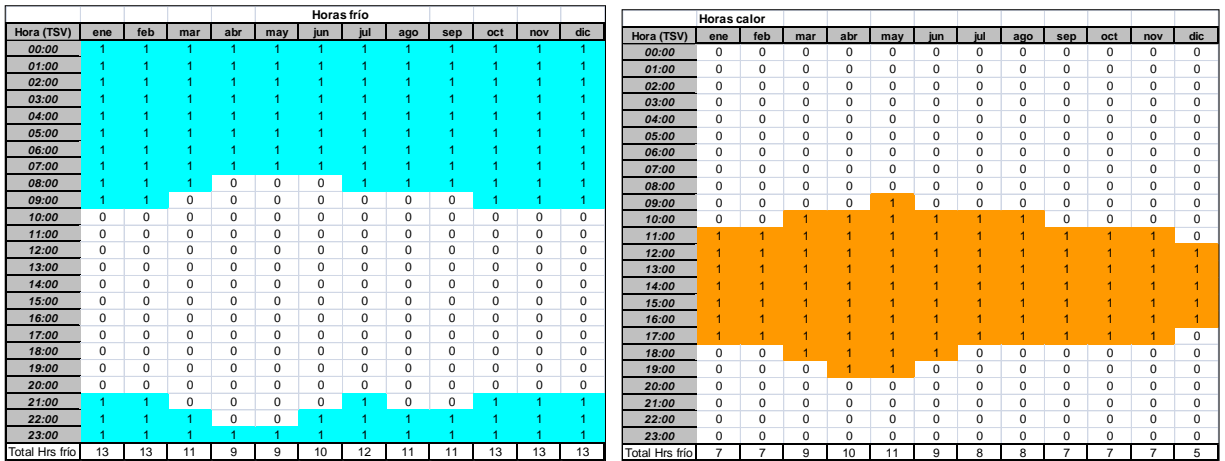 Horas frío
Hora (TSV) ene feb mar abr may jun jul ago sep oct nov dic
00:00 1 1 1 1 1 1 1 1 1 1 1 1
01:00 1 1 1 1 1 1 1 1 1 1 1 1
02:00 1 1 1 1 1 1 1 1 1 1 1 1
03:00 1 1 1 1 1 1 1 1 1 1 1 1
04:00 1 1 1 1 1 1 1 1 1 1 1 1
05:00 1 1 1 1 1 1 1 1 1 1 1 1
06:00 1 1 1 1 1 1 1 1 1 1 1 1
07:00 1 1 1 1 1 1 1 1 1 1 1 1
08:00 1 1 1 0 0 0 1 1 1 1 1 1
09:00 1 1 0 0 0 0 0 0 0 1 1 1
10:00 0 0 0 0 0 0 0 0 0 0 0 0
11:00 0 0 0 0 0 0 0 0 0 0 0 0
12:00 0 0 0 0 0 0 0 0 0 0 0 0
13:00 0 0 0 0 0 0 0 0 0 0 0 0
14:00 0 0 0 0 0 0 0 0 0 0 0 0
15:00 0 0 0 0 0 0 0 0 0 0 0 0
16:00 0 0 0 0 0 0 0 0 0 0 0 0
17:00 0 0 0 0 0 0 0 0 0 0 0 0
18:00 0 0 0 0 0 0 0 0 0 0 0 0
19:00 0 0 0 0 0 0 0 0 0 0 0 0
20:00 0 0 0 0 0 0 0 0 0 0 0 0
21:00 1 1 0 0 0 0 1 0 0 1 1 1
22:00 1 1 1 0 0 1 1 1 1 1 1 1
23:00 1 1 1 1 1 1 1 1 1 1 1 1
Total Hrs frío 13 13 11 9 9 10 12 11 11 13 13 13
Horas calor
Hora (TSV) ene feb mar abr may jun jul ago sep oct nov dic
00:00 0 0 0 0 0 0 0 0 0 0 0 0
01:00 0 0 0 0 0 0 0 0 0 0 0 0
02:00 0 0 0 0 0 0 0 0 0 0 0 0
03:00 0 0 0 0 0 0 0 0 0 0 0 0
04:00 0 0 0 0 0 0 0 0 0 0 0 0
05:00 0 0 0 0 0 0 0 0 0 0 0 0
06:00 0 0 0 0 0 0 0 0 0 0 0 0
07:00 0 0 0 0 0 0 0 0 0 0 0 0
08:00 0 0 0 0 0 0 0 0 0 0 0 0
09:00 0 0 0 0 1 0 0 0 0 0 0 0
10:00 0 0 1 1 1 1 1 1 0 0 0 0
11:00 1 1 1 1 1 1 1 1 1 1 1 0
12:00 1 1 1 1 1 1 1 1 1 1 1 1
13:00 1 1 1 1 1 1 1 1 1 1 1 1
14:00 1 1 1 1 1 1 1 1 1 1 1 1
15:00 1 1 1 1 1 1 1 1 1 1 1 1
16:00 1 1 1 1 1 1 1 1 1 1 1 1
17:00 1 1 1 1 1 1 1 1 1 1 1 0
18:00 0 0 1 1 1 1 0 0 0 0 0 0
19:00 0 0 0 1 1 0 0 0 0 0 0 0
20:00 0 0 0 0 0 0 0 0 0 0 0 0
21:00 0 0 0 0 0 0 0 0 0 0 0 0
22:00 0 0 0 0 0 0 0 0 0 0 0 0
23:00 0 0 0 0 0 0 0 0 0 0 0 0
Total Hrs frío 7 7 9 10 11 9 8 8 7 7 7 5